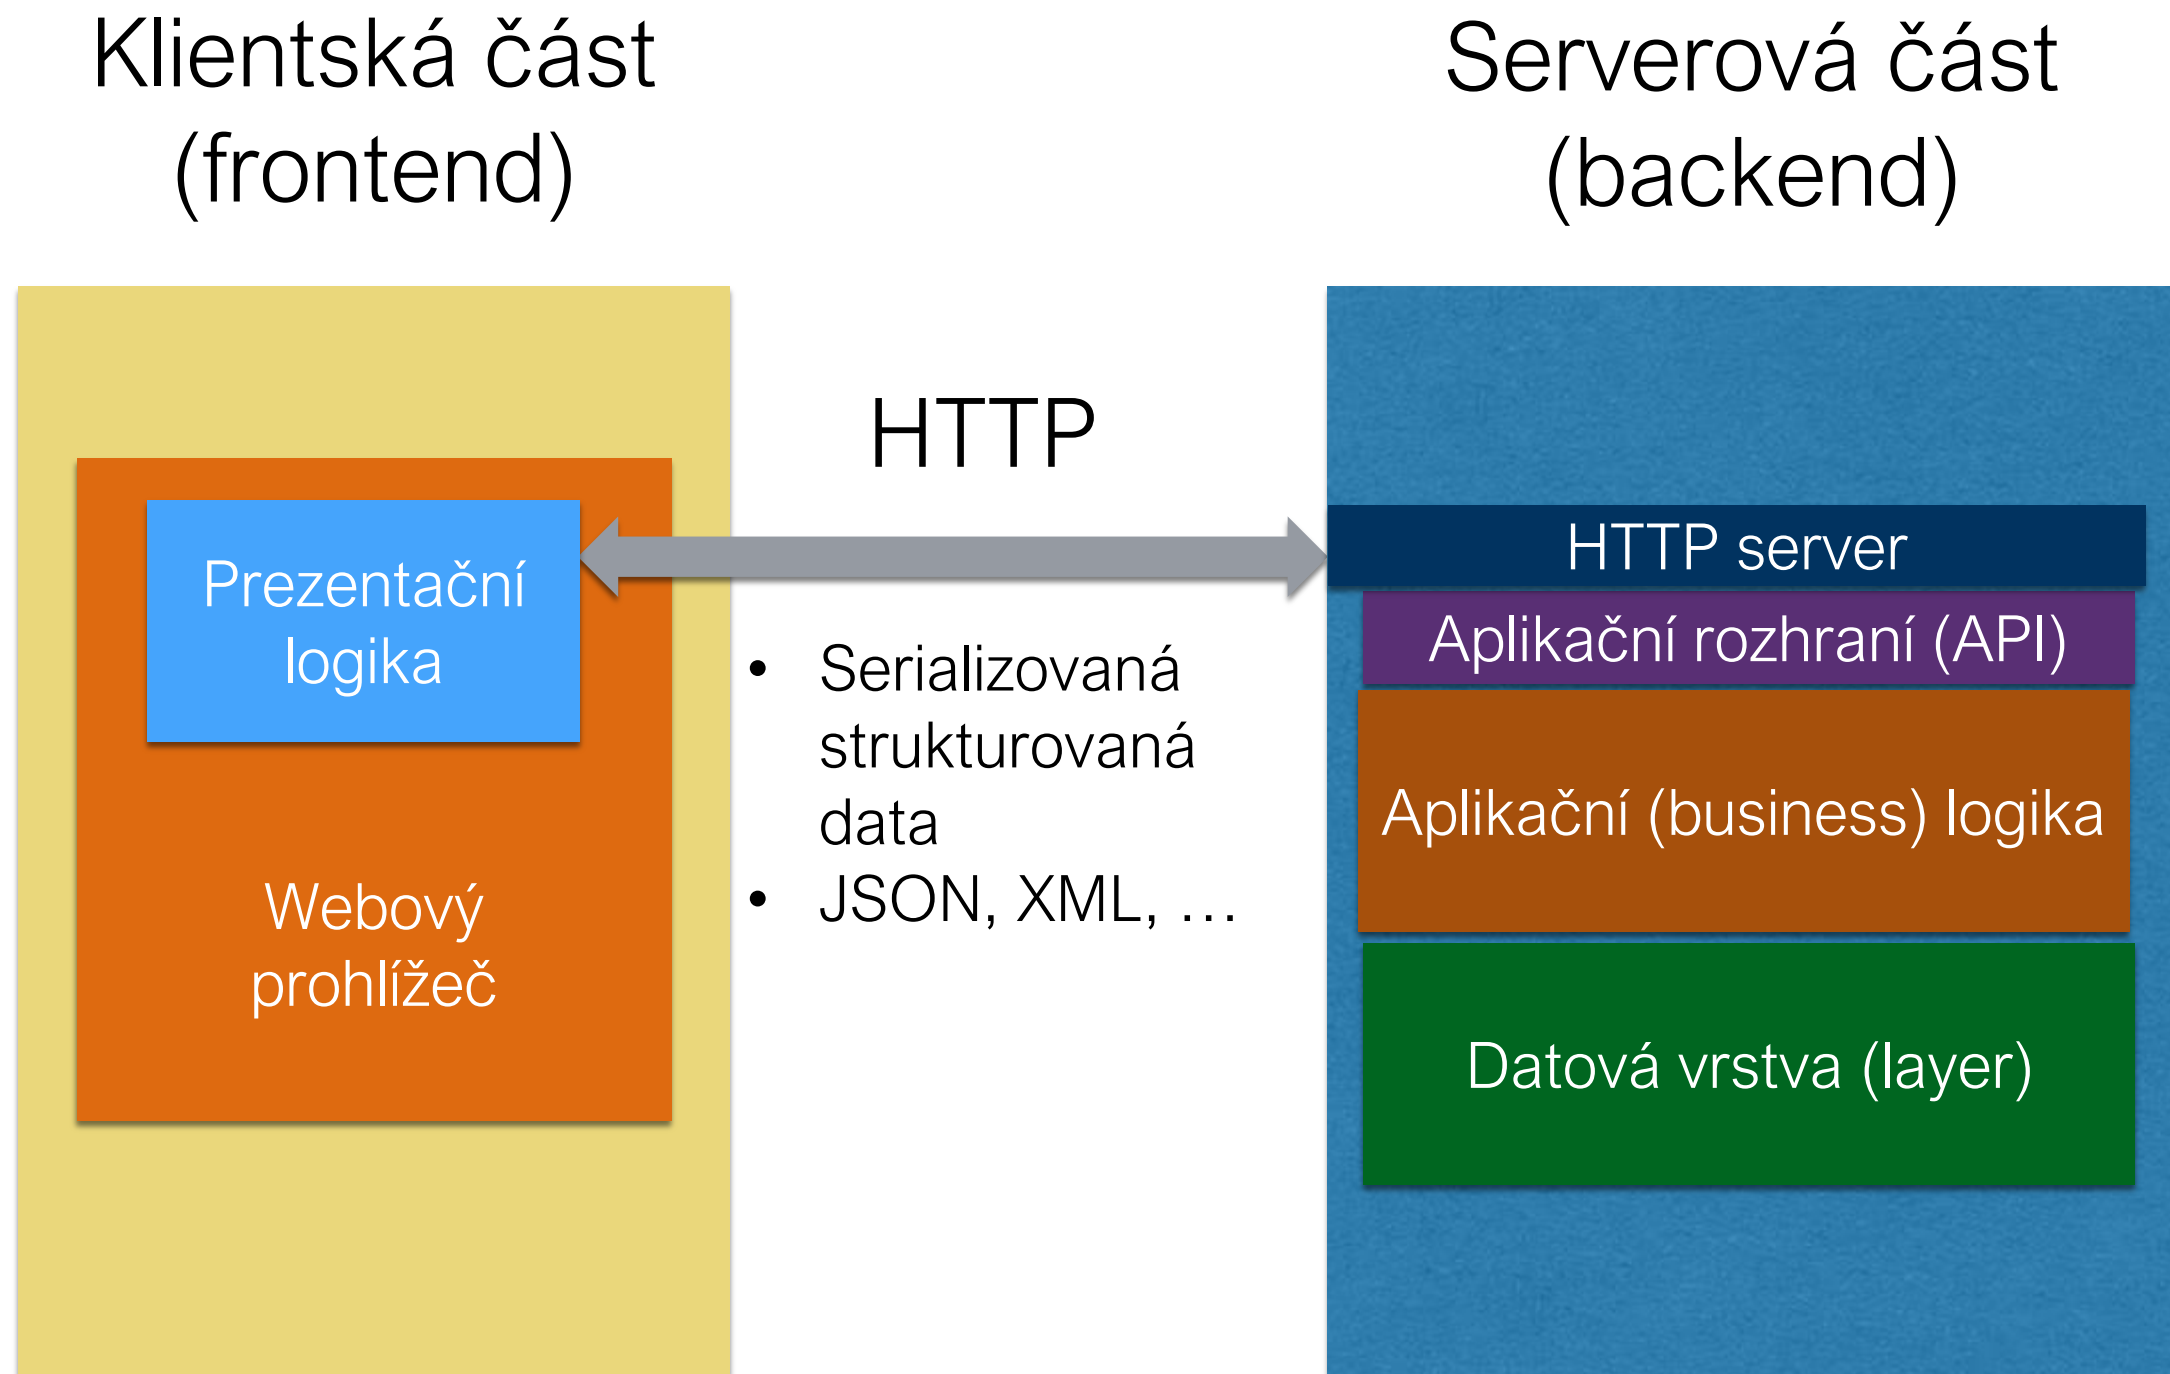 Klientská část
(frontend)
Serverová část
(backend)
HTTP
Prezentační
logika
Webový
prohlížeč
• Serializovaná
strukturovaná
data
• JSON, XML, …
HTTP server
Aplikační rozhraní (API)
Aplikační (business) logika
Datová vrstva (layer)